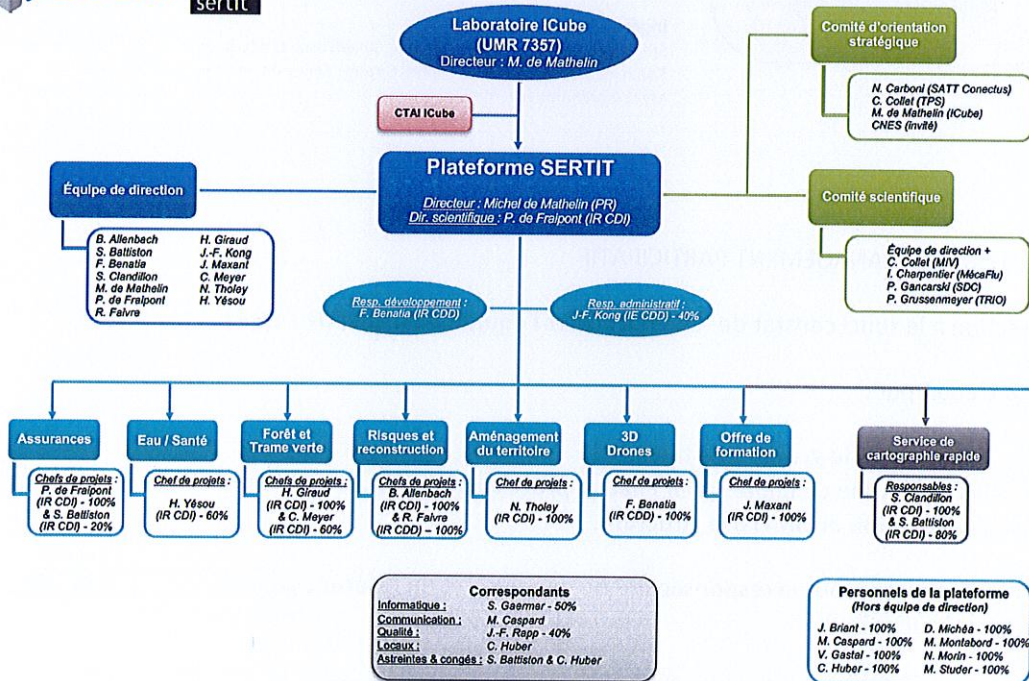 sertit
Laboratoire ICube
(UMR 7357)
Directeur : M. de Mathelin
CTAI ICube
Plateforme SERTIT
Directeur : Michel de Mathelin (PR)
Dir. scientifique : P. de Fraipont (IR CDI)
Comité d'orientation
stratégique
N. Carboni (SATT Conectus)
C. Collet (TPS)
M. de Mathelin (ICube)
CNES (invité)
Équipe de direction
B. Allenbach
S. Battiston
F. Benatia
S. Clandillon
M. de Mathelin
P. de Fraipont
R. Faivre
H. Giraud
J.-F. Kong
J. Maxant
C. Meyer
N. Tholey
H. Yésou
Comité scientifique
Équipe de direction +
C. Collet (MIV)
I. Charpentier (MécaFlu)
P. Gancarski (SDC)
P. Grussenmeyer (TRIO)
Resp. développement :
F. Benatia (IR CDD)
Resp. administratif :
J-F. Kong (IE CDD) - 40%
Assurances
Chefs de projets :
P. de Fraipont
(IR CDI) - 100%
& S. Battiston
(IR CDI) - 20%
Eau / Santé
Chef de projets :
H. Yésou
(IR CDI) - 60%
Forêt et
Trame verte
Chefs de projets :
H. Giraud
(IR CDI) - 100%
& C. Meyer
(IR CDI) - 60%
Risques et
reconstruction
Chefs de projets :
B. Allenbach
(IR CDI) - 100%
& R. Faivre
(IR CDD) – 100%
Aménagement
du territoire
Chef de projets :
N. Tholey
(IR CDI) - 100%
3D
Drones
Chef de projets :
F. Benatia
(IR CDD) - 100%
Offre de
formation
Chef de projets :
J. Maxant
(IR CDI) - 100%
Service de
cartographie rapide
Responsables :
S. Clandillon
(IR CDI) - 100%
& S. Battiston
(IR CDI) - 80%
Correspondants
Informatique : S. Gaermer - 50%
Communication : M. Caspard
Qualité : J.-F. Rapp - 40%
Locaux : C. Huber
Astreintes & congés : S. Battiston & C. Huber
Personnels de la plateforme
(Hors équipe de direction)
J. Briant - 100%
M. Caspard - 100%
V. Gastal - 100%
C. Huber - 100%
D. Michéa - 100%
M. Montabord - 100%
N. Morin - 100%
M. Studer - 100%